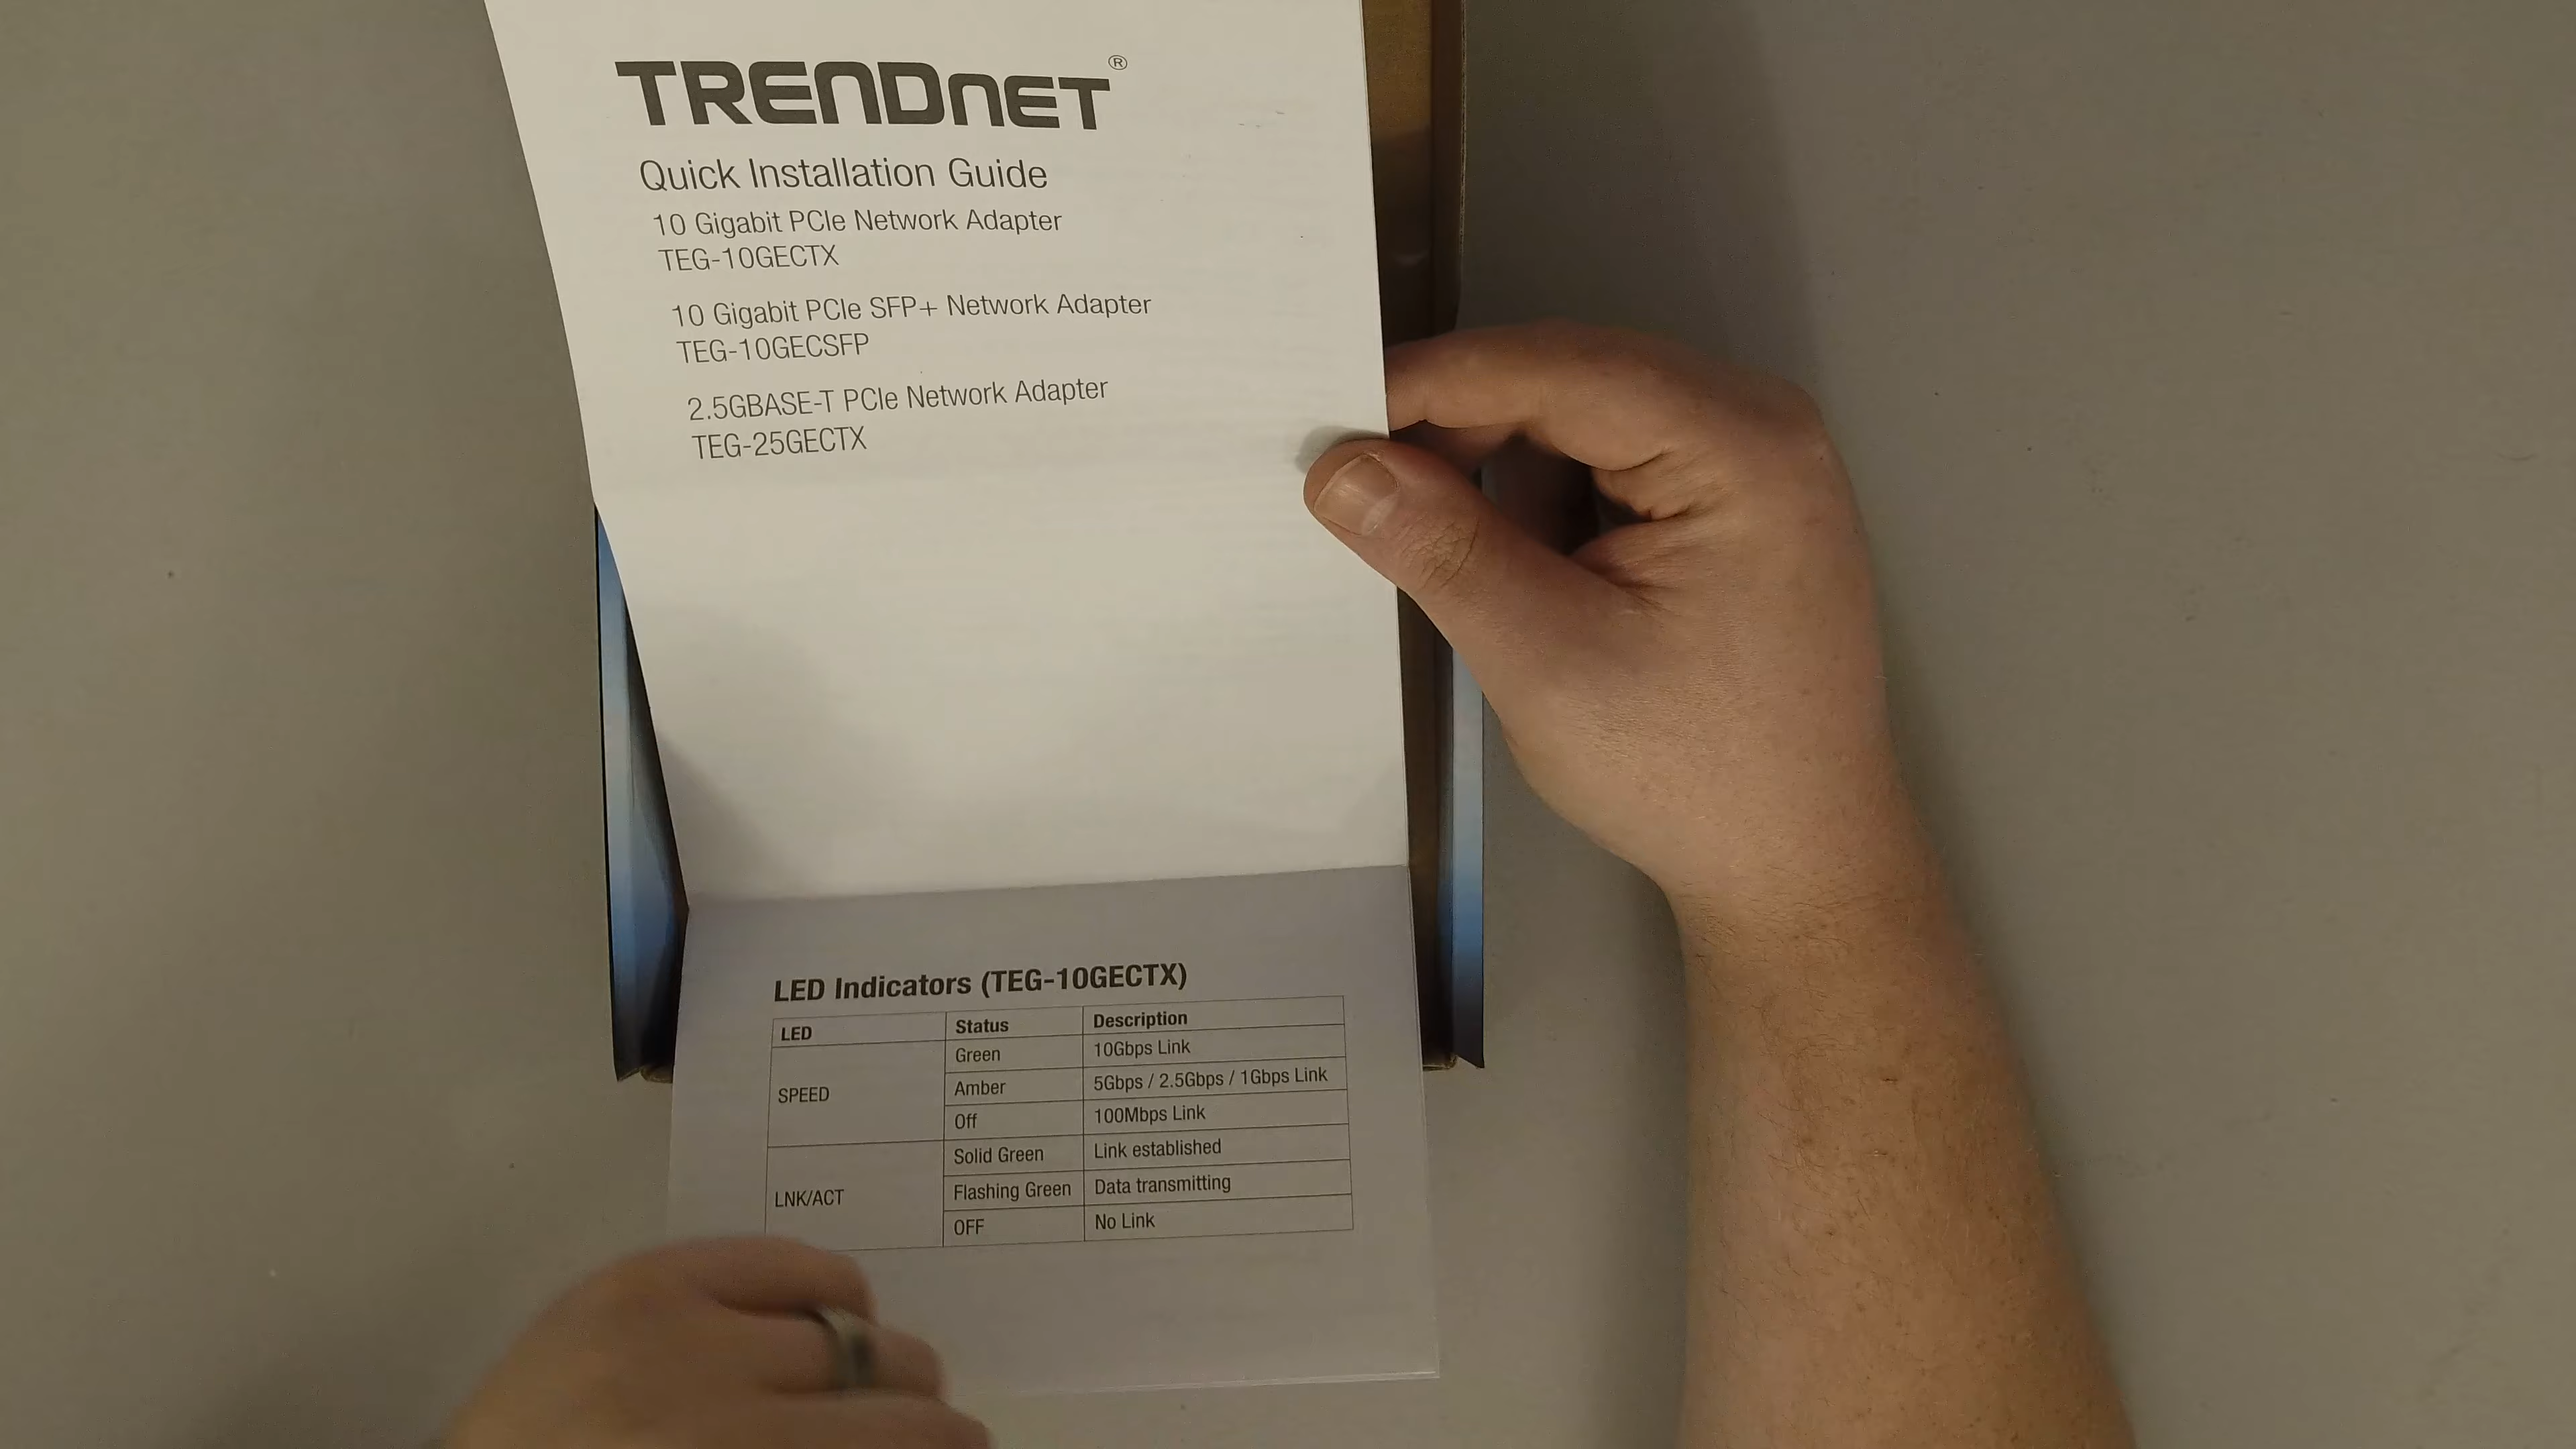 TRENDNET®
Quick Installation Guide
10 Gigabit PCIe Network Adapter
TEG-10GECTX
10 Gigabit PCIe SFP+ Network Adapter
TEG-10GECSFP
2.5GBASE-T PCIe Network Adapter
TEG-25GECTX
LED Indicators (TEG-10GECTX)
LED Status Description
SPEED
Green 10Gbps Link
Amber 5Gbps / 2.5Gbps / 1Gbps Link
Off 100Mbps Link
LNK/ACT
Solid Green Link established
Flashing Green Data transmitting
OFF No Link